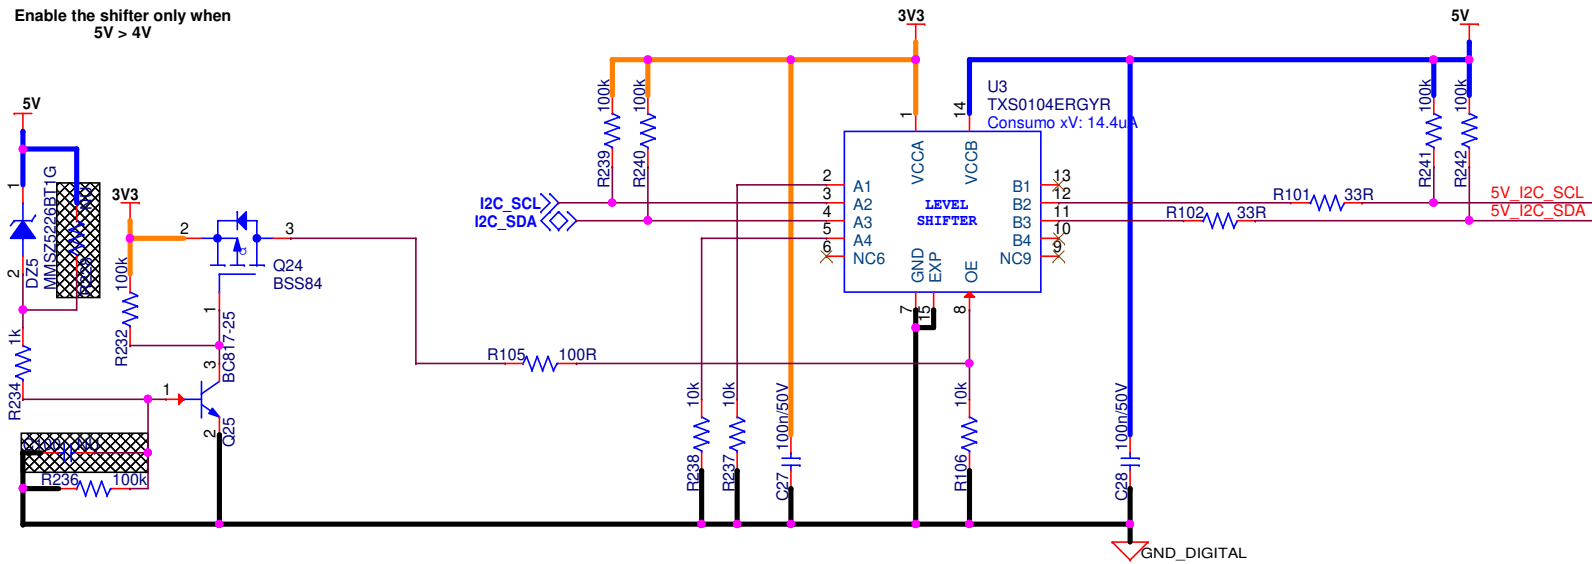 Enable the shifter only when
5V > 4V
5V
1
2
DZ5
MMSZ5226BT1G
3V3
2
3
100k
R232
Q24
BSS84
1
BC817-25
3
1
2
Q25
1k
R234
R236
100k
3V3
100k
R239
100k
R240
I2C_SCL
I2C_SDA
R105
100R
10k
R238
10k
R237
100n/50V
C27
10k
R106
100n/50V
C28
U3
TXS0104ERGYR
Consumo xV: 14.4uA
1
14
VCCA
VCCB
2
A1
B1
13
3
A2
B2
12
4
A3
B3
11
5
A4
B4
10
6
NC6
NC9
9
LEVEL
SHIFTER
GND
EXP
OE
7
15
8
5V
100k
R241
100k
R242
R101
33R
R102
33R
5V_I2C_SCL
5V_I2C_SDA
GND_DIGITAL